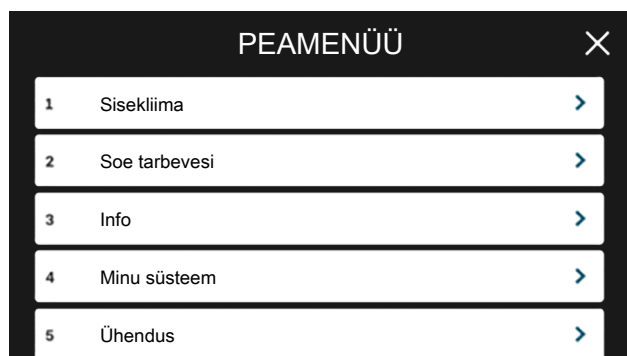 PEAMENÜÜ
1 Sisekliima
2 Soe tarbevesi
3 Info
4 Minu süsteem
5 Ühendus